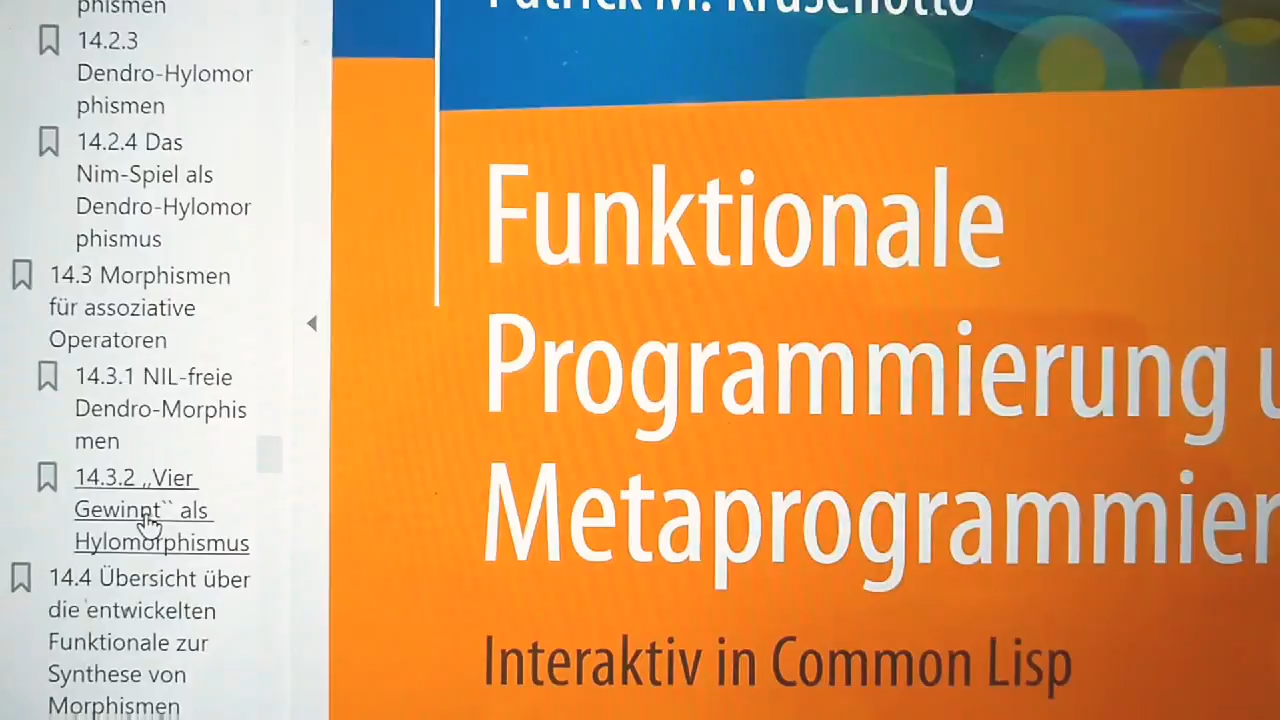 phismen
14.2.3
Dendro-Hylomor
phismen
14.2.4 Das
Nim-Spiel als
Dendro-Hylomor
phismus
14.3 Morphismen
für assoziative
Operatoren
14.3.1 NIL-freie
Dendro-Morphis
men
14.3.2 ,,Vier
Gewinnt`` als
Hylomorphismus
14.4 Übersicht über
die entwickelten
Funktionale zur
Synthese von
Morphismen
Patrick M. Krusenotto
Funktionale
Programmierung u
Metaprogrammier
Interaktiv in Common Lisp